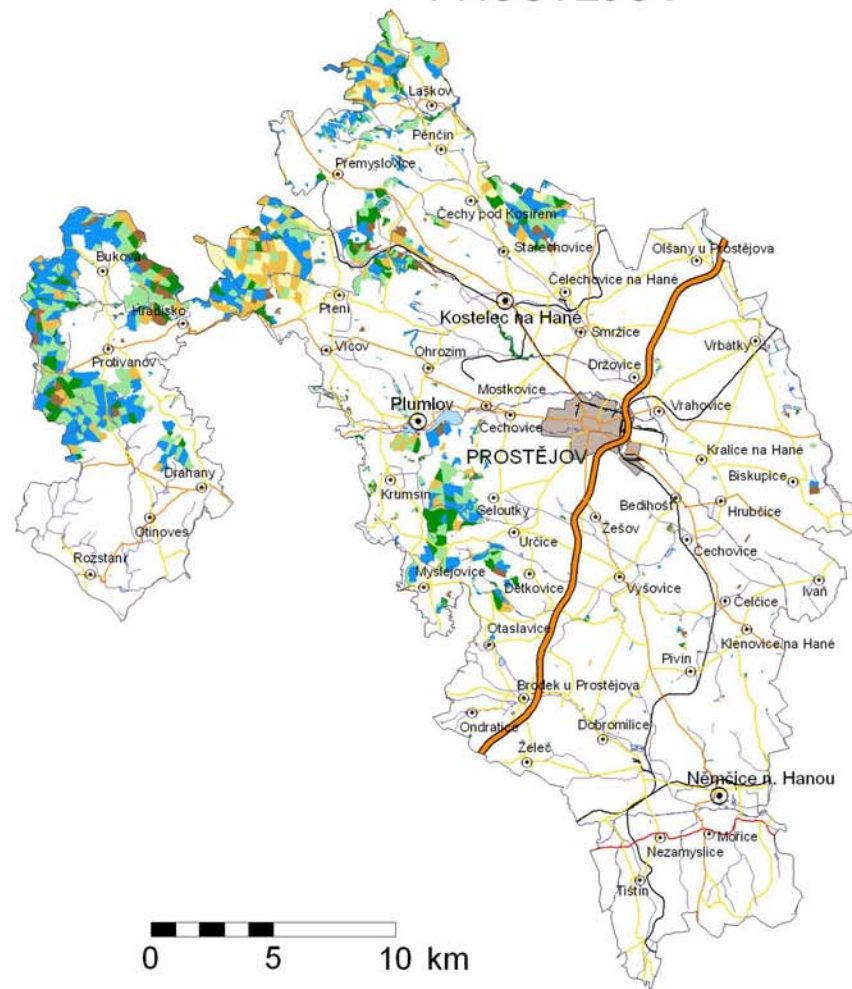 Laškov
Pěnčín
Přemyslovice
Čechy pod Kosířem
Stařechovice
Olšany u Prostějova
Buková
Čelechovice na Hané
Ptení
Kostelec na Hané
Hradisko
Smržice
Vrbátky
Protivanov
Vícov
Ohrozim
Držovice
Mostkovice
Plumlov
Čechovice
Vrahovice
PROSTĚJOV
Kralice na Hané
Drahany
Krumsín
Biskupice
Seloutky
Bedihošť
Hrubčice
Otinoves
Žešov
Určice
Čechovice
Rozstání
Myslejovice
Dětkovice
Vyšovice
Ivaň
Čelčice
Otaslavice
Klenovice na Hané
Pivín
Brodek u Prostějova
Ondratice
Dobromilice
Želeč
Němčice n. Hanou
Nezamyslice
Mořice
Tištín
0 5 10 km